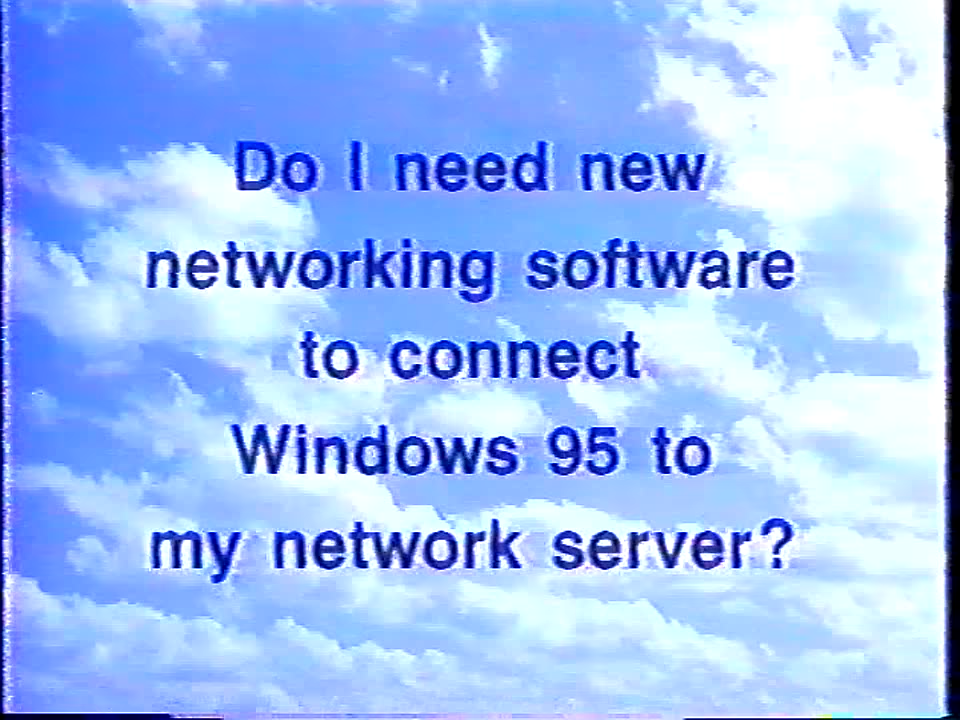 Do I need new
networking software
to connect
Windows 95 to
my network server?